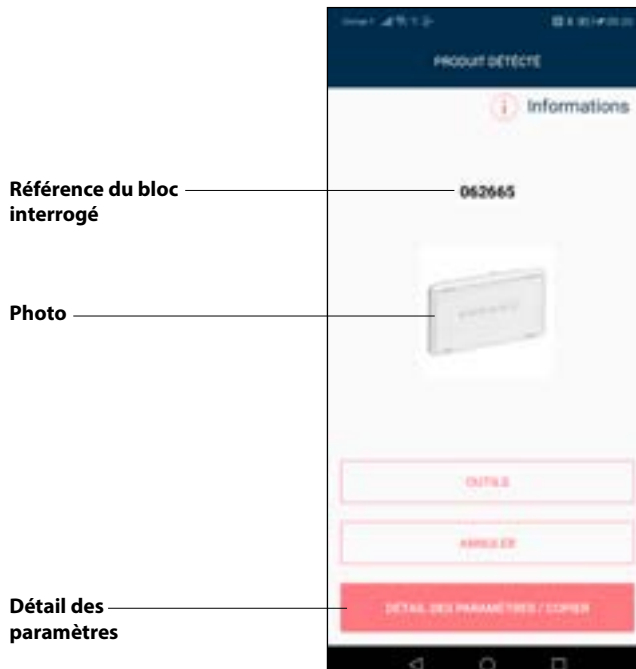 PRODUIT DÉTECTÉ
Informations
Référence du bloc
interrogé
062665
Photo
OUTILS
ANNULER
Détail des
paramètres
DÉTAIL DES PARAMÈTRES / COPIER